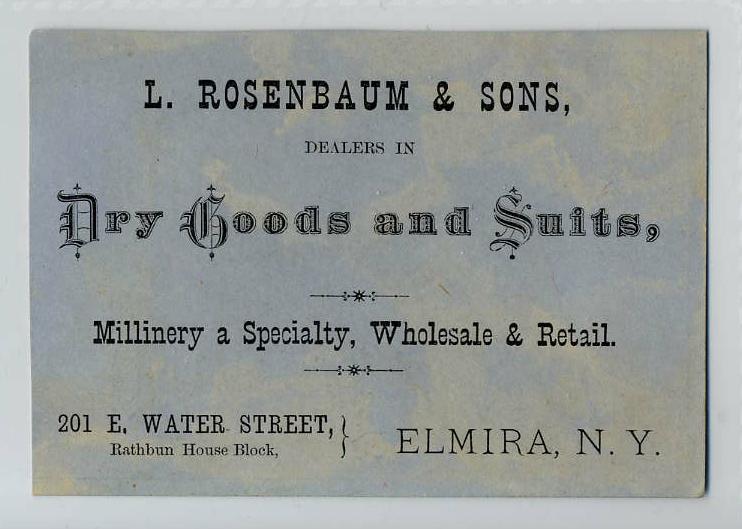 L. ROSENBAUM & SONS,
DEALERS IN
Dry Goods and Suits,
Millinery a Specialty, Wholesale & Retail.
201 E. WATER STREET, }
Rathbun House Block,
ELMIRA, N. Y.